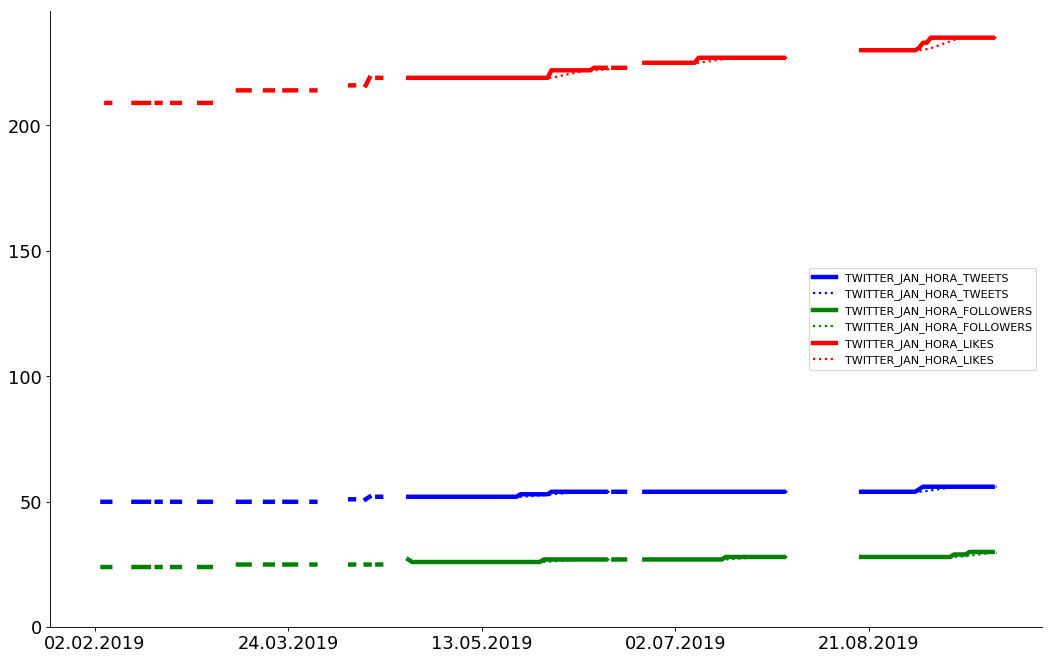 200
150
100
50
0
02.02.2019 24.03.2019 13.05.2019 02.07.2019 21.08.2019
TWITTER_JAN_HORA_TWEETS
TWITTER_JAN_HORA_TWEETS
TWITTER_JAN_HORA_FOLLOWERS
TWITTER_JAN_HORA_FOLLOWERS
TWITTER_JAN_HORA_LIKES
TWITTER_JAN_HORA_LIKES